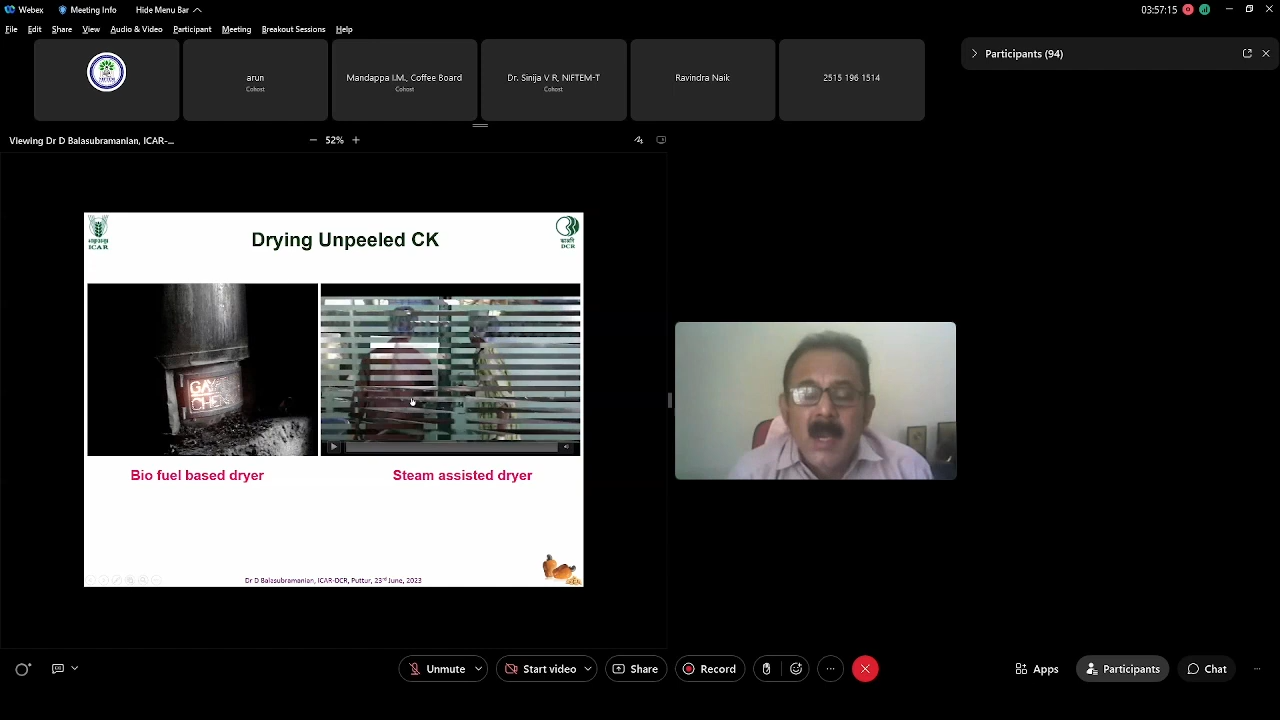 Webex
Meeting Info
Hide Menu Bar
03:57:15
File Edit Share View Audio & Video Participant Meeting Breakout Sessions Help
arun
Cohost
Mandappa I.M., Coffee Board
Cohost
Dr. Sinija V R, NIFTEM-T
Cohost
Ravindra Naik
2515 196 1514
Participants (94)
Viewing Dr D Balasubramanian, ICAR-...
52%
ICAR
DCR
Drying Unpeeled CK
Bio fuel based dryer
Steam assisted dryer
Dr D Balasubramanian, ICAR-DCR, Puttur, 23rd June, 2023
Unmute
Start video
Share
Record
Apps
Participants
Chat